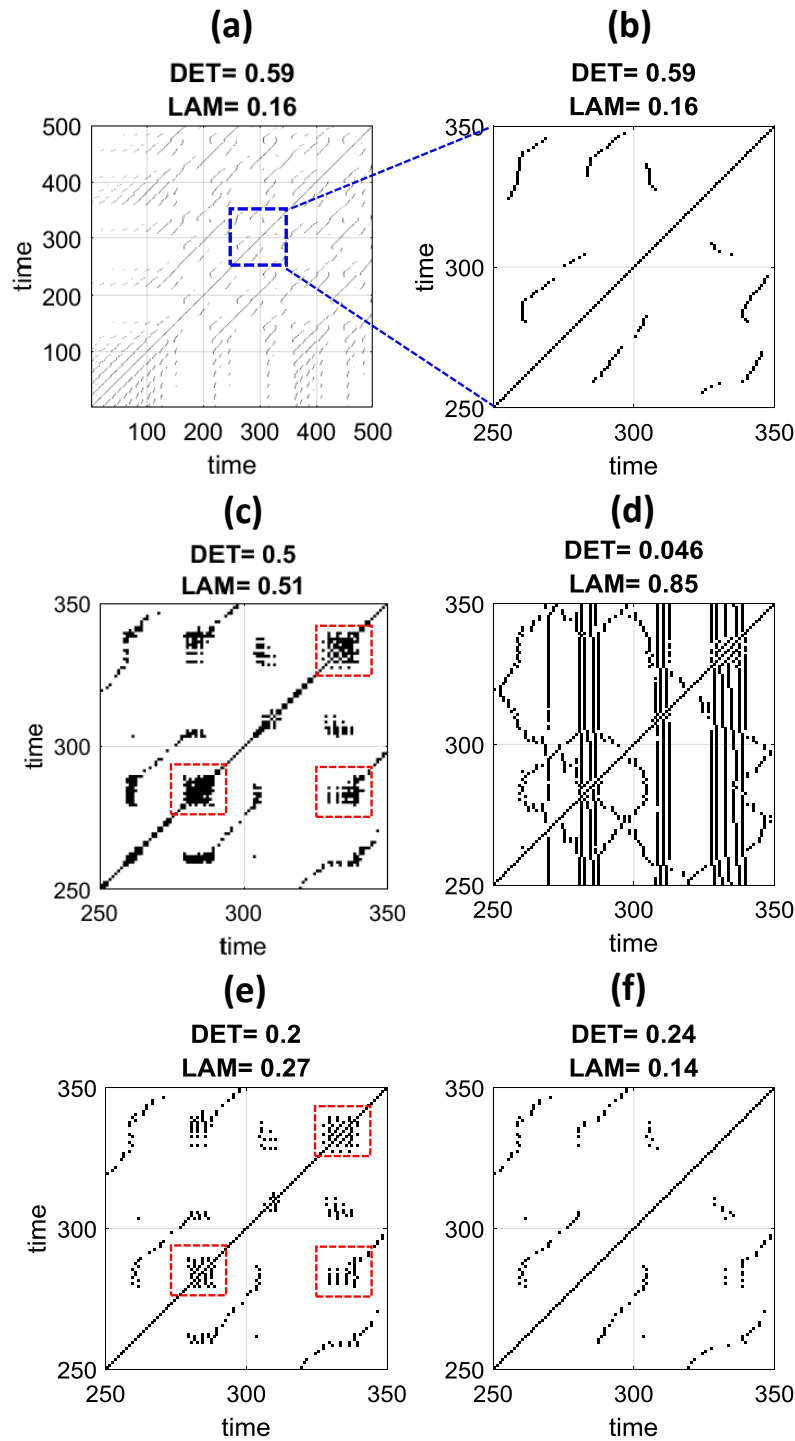 (a)
DET= 0.59
LAM= 0.16
500
400
300
200
100
time
100 200 300 400 500
time
(b)
DET= 0.59
LAM= 0.16
350
300
250
time
250 300 350
time
(c)
DET= 0.5
LAM= 0.51
350
300
250
time
250 300 350
time
(d)
DET= 0.046
LAM= 0.85
350
300
250
time
250 300 350
time
(e)
DET= 0.2
LAM= 0.27
350
300
250
time
250 300 350
time
(f)
DET= 0.24
LAM= 0.14
350
300
250
250 300 350
time